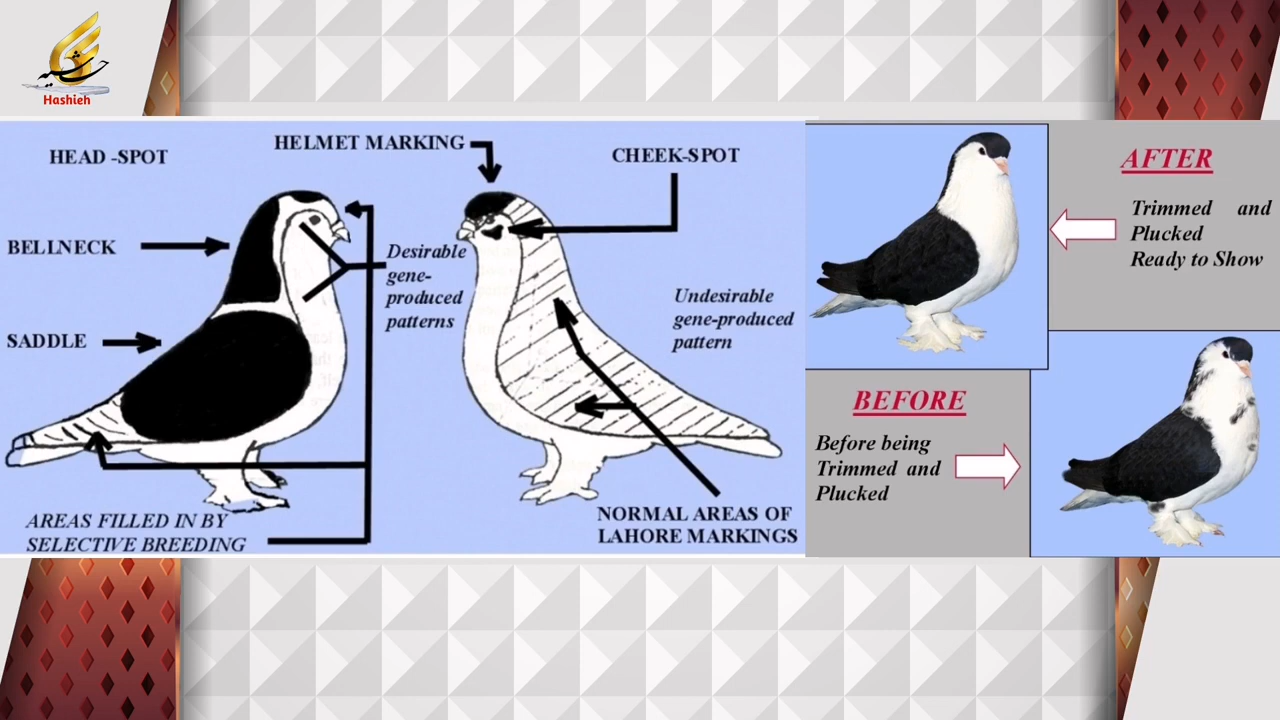 حاشیه
Hashieh
HEAD -SPOT
HELMET MARKING
CHEEK-SPOT
BELLNECK
SADDLE
Desirable
gene-
produced
patterns
Undesirable
gene-produced
pattern
AREAS FILLED IN BY
SELECTIVE BREEDING
NORMAL AREAS OF
LAHORE MARKINGS
AFTER
Trimmed and
Plucked
Ready to Show
BEFORE
Before being
Trimmed and
Plucked